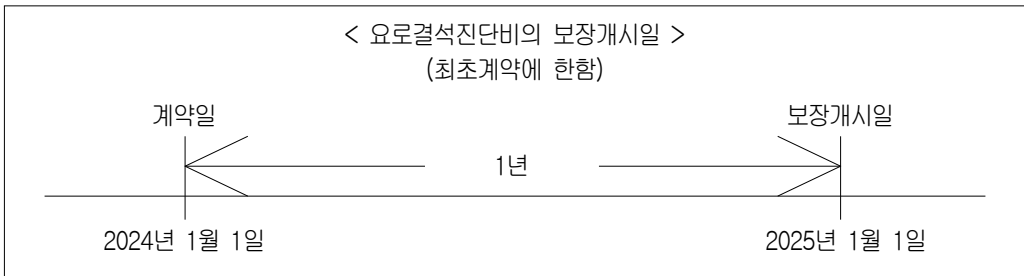 < 요로결석진단비의 보장개시일 >
(최초계약에 한함)
계약일 보장개시일
1년
2024년 1월 1일 2025년 1월 1일